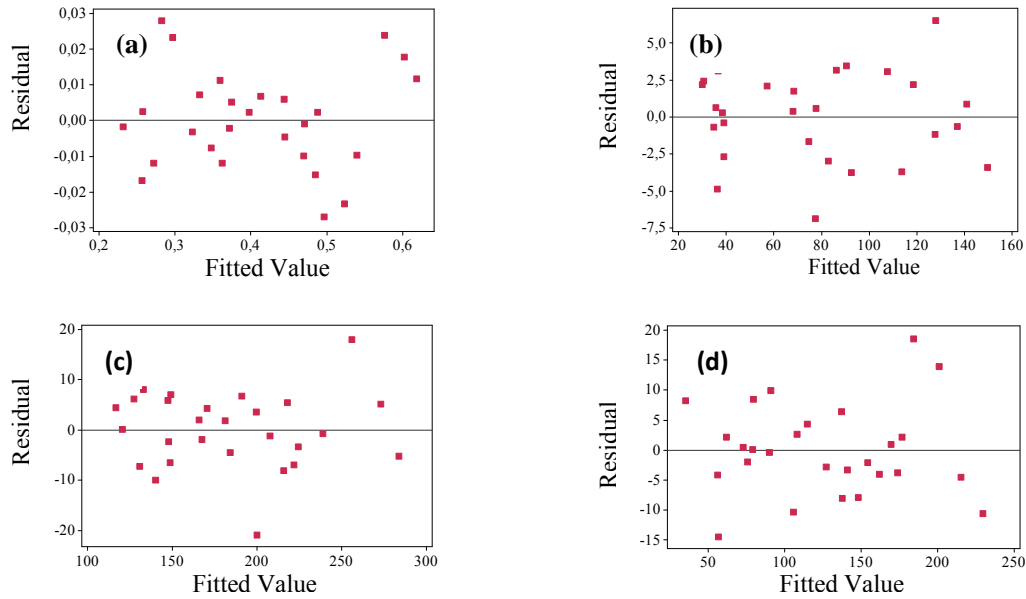 (a)
Residual
0,03
0,02
0,01
0,00
-0,01
-0,02
-0,03
0,2 0,3 0,4 0,5 0,6
Fitted Value
(b)
Residual
5,0
2,5
0,0
-2,5
-5,0
-7,5
20 40 60 80 100 120 140 160
Fitted Value
(c)
Residual
20
10
0
-10
-20
100 150 200 250 300
Fitted Value
(d)
Residual
20
15
10
5
0
-5
-10
-15
50 100 150 200 250
Fitted Value